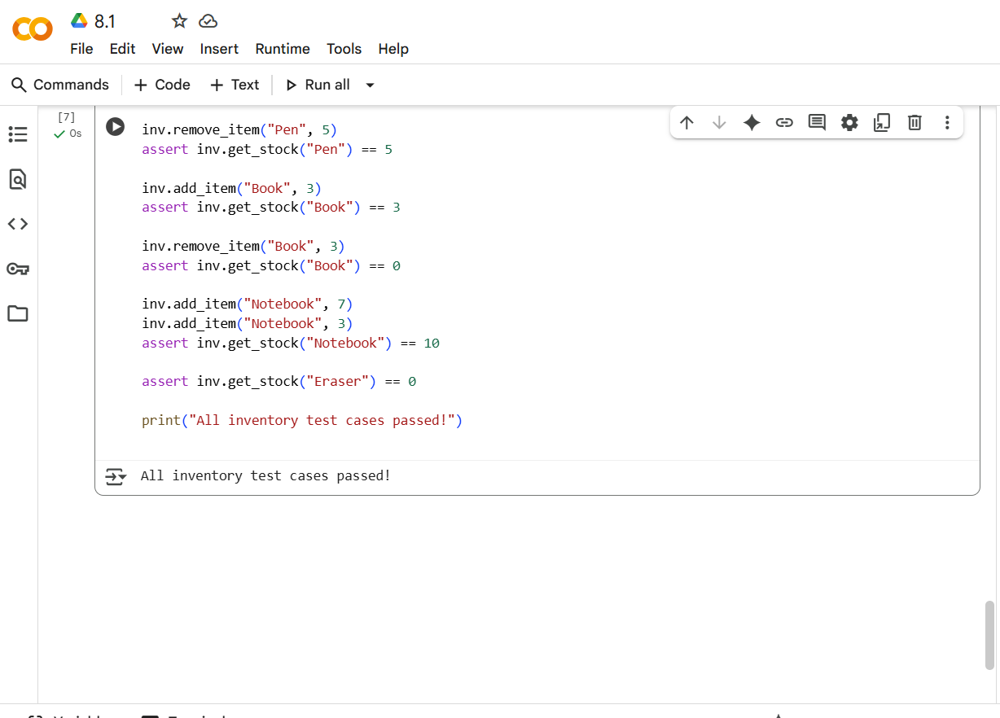 8.1
File Edit View Insert Runtime Tools Help
Commands + Code + Text Run all
[7]
0s
inv.remove_item("Pen", 5)
assert inv.get_stock("Pen") == 5
inv.add_item("Book", 3)
assert inv.get_stock("Book") == 3
inv.remove_item("Book", 3)
assert inv.get_stock("Book") == 0
inv.add_item("Notebook", 7)
inv.add_item("Notebook", 3)
assert inv.get_stock("Notebook") == 10
assert inv.get_stock("Eraser") == 0
print("All inventory test cases passed!")
All inventory test cases passed!